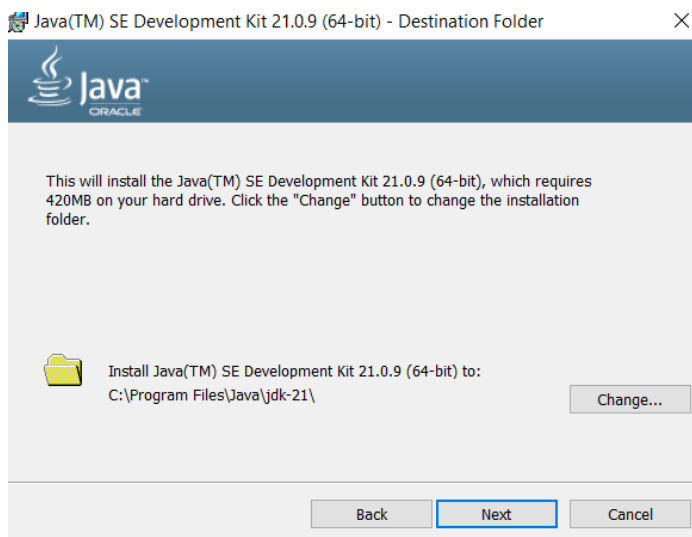 Java(TM) SE Development Kit 21.0.9 (64-bit) - Destination Folder
Java™
ORACLE
This will install the Java(TM) SE Development Kit 21.0.9 (64-bit), which requires
420MB on your hard drive. Click the "Change" button to change the installation
folder.
Install Java(TM) SE Development Kit 21.0.9 (64-bit) to:
C:\Program Files\Java\jdk-21\
Change...
Back
Next
Cancel